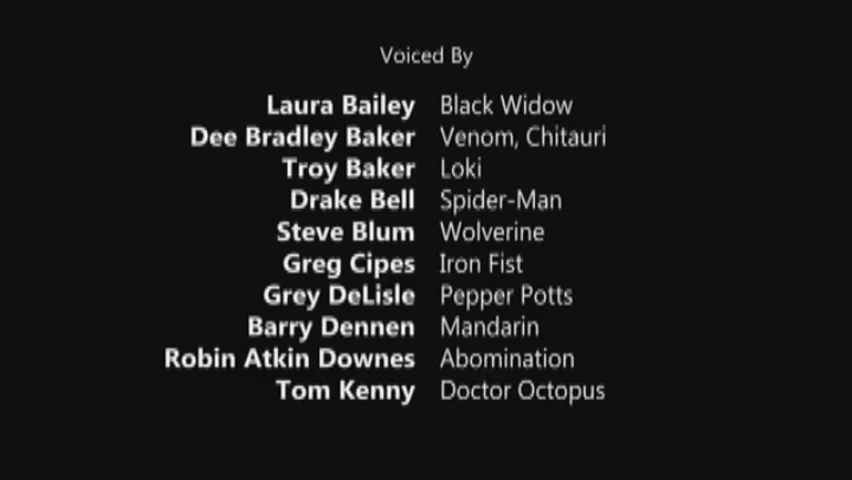 Voiced By
Laura Bailey Black Widow
Dee Bradley Baker Venom, Chitauri
Troy Baker Loki
Drake Bell Spider-Man
Steve Blum Wolverine
Greg Cipes Iron Fist
Grey DeLisle Pepper Potts
Barry Dennen Mandarin
Robin Atkin Downes Abomination
Tom Kenny Doctor Octopus